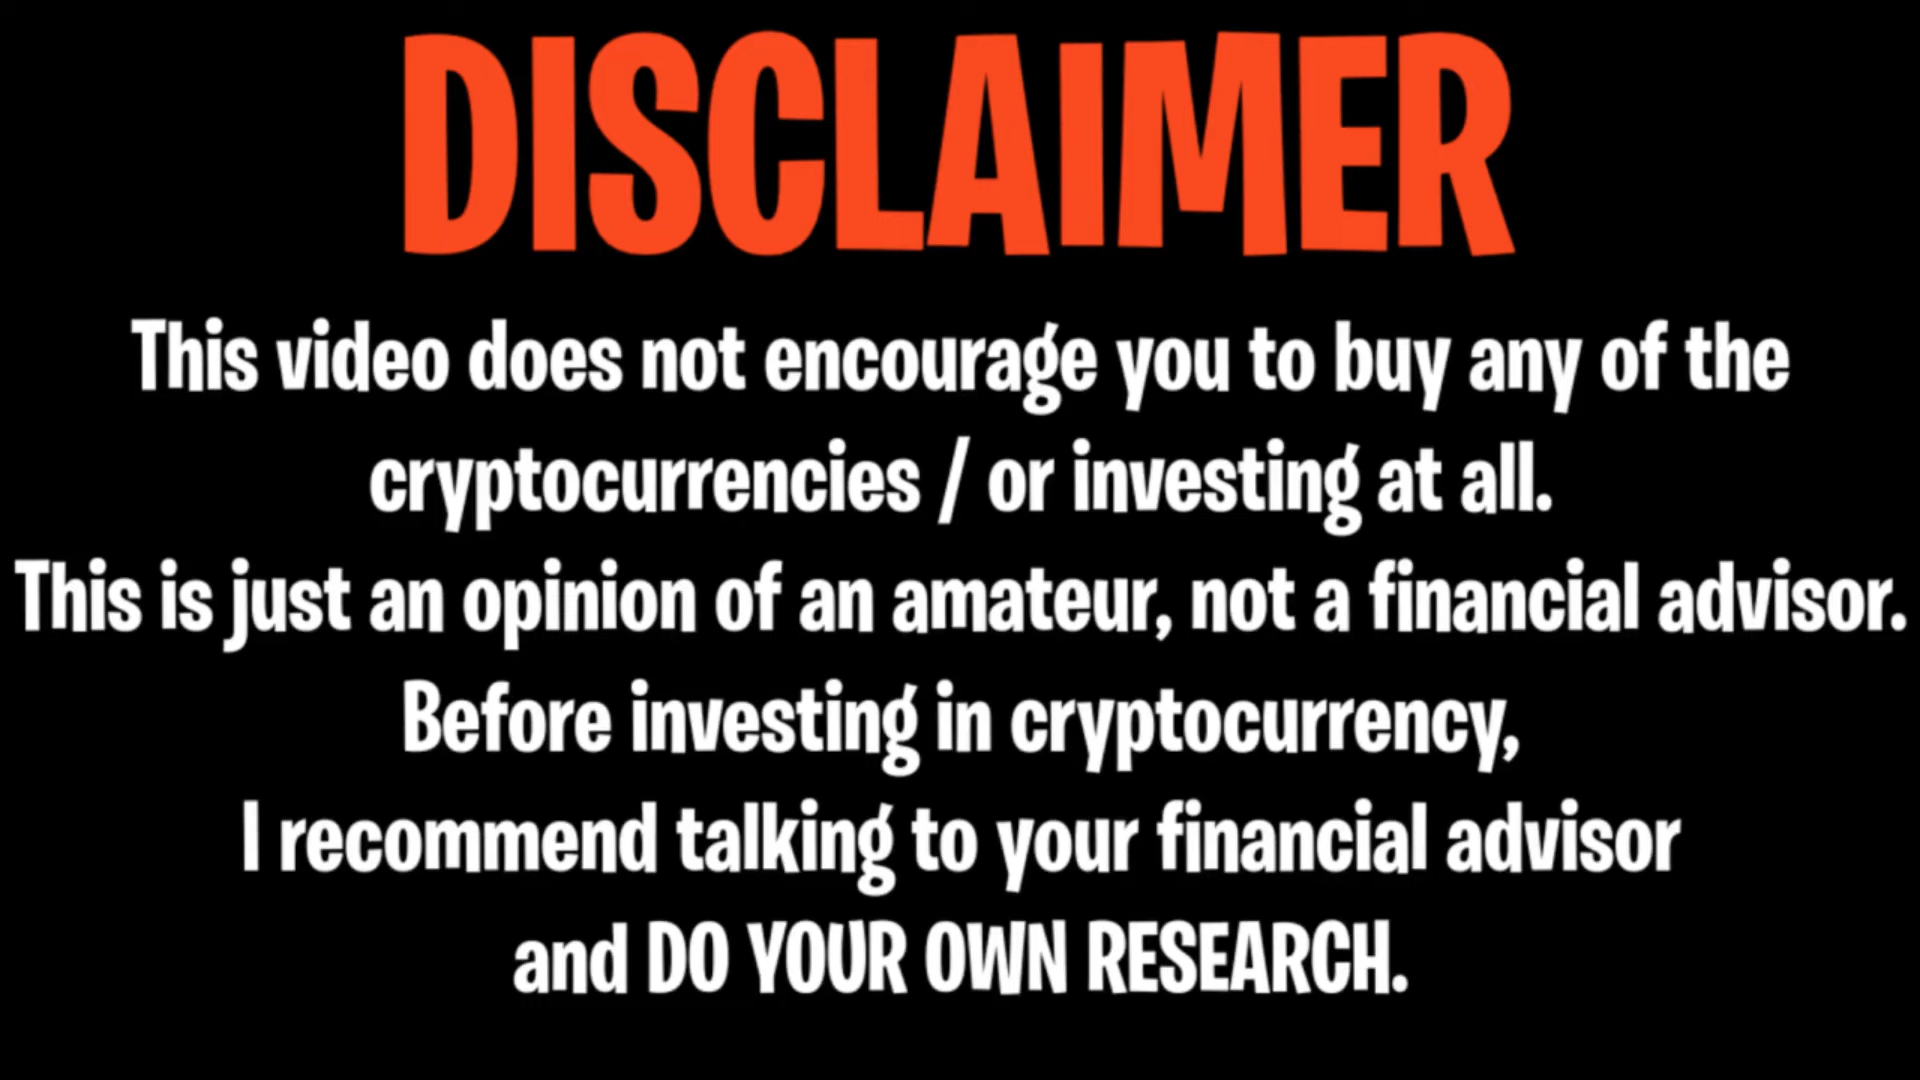 DISCLAIMER
This video does not encourage you to buy any of the
cryptocurrencies / or investing at all.
This is just an opinion of an amateur, not a financial advisor.
Before investing in cryptocurrency,
I recommend talking to your financial advisor
and DO YOUR OWN RESEARCH.